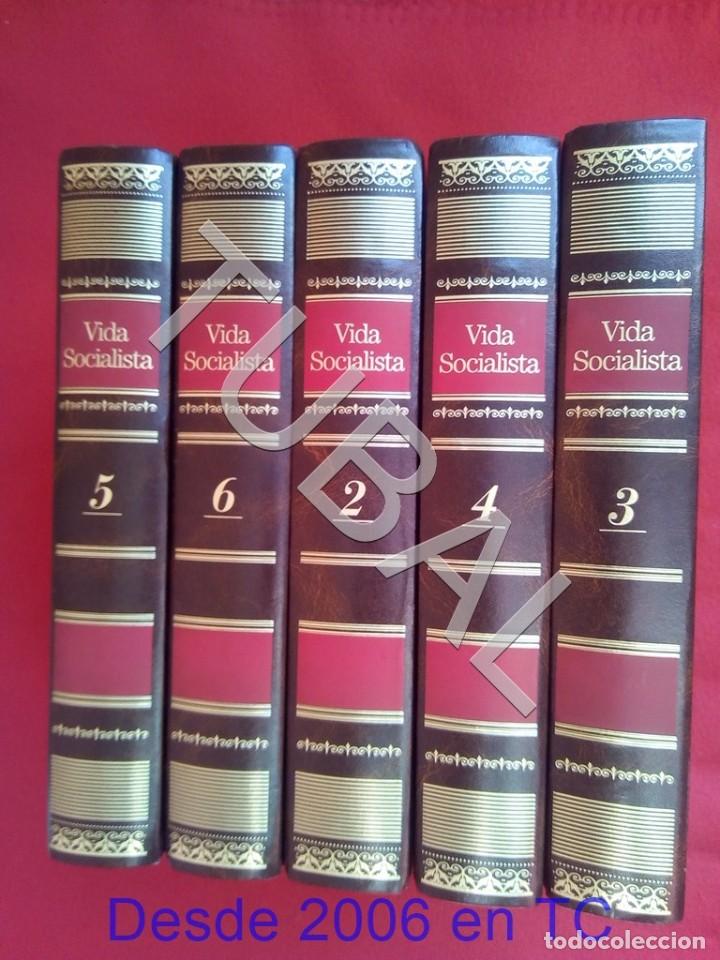 Vida
Socialista
5
Vida
Socialista
6
Vida
Socialista
2
Vida
Socialista
4
Vida
Socialista
3
TUBAL
Desde 2006 en TC
todocoleccion